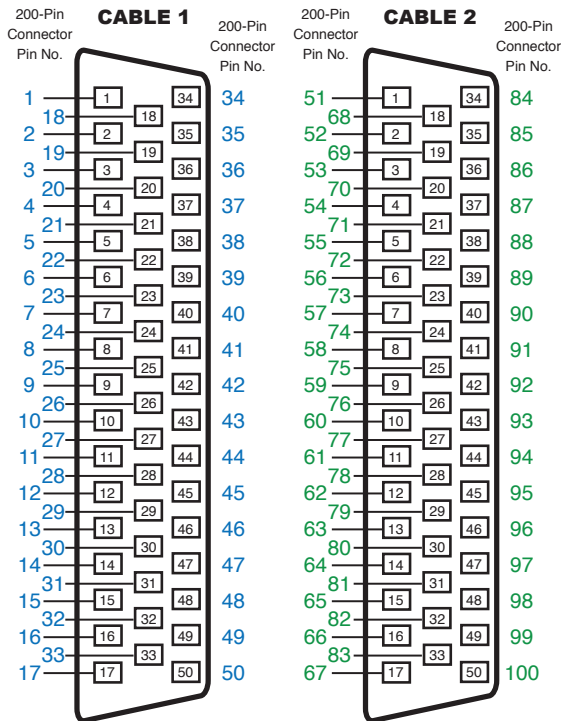 200-Pin CABLE 1 200-Pin CABLE 2 200-Pin
Connector Connector Connector 200-Pin
Pin No. Pin No. Pin No. Connector
Pin No.
1 1 34 34 51 1 34 84
18 18 68 18
2 2 35 35 52 2 35 85
19 19 69 19
3 3 36 36 53 3 36 86
20 20 70 20
4 4 37 37 54 4 37 87
21 21 71 21
5 5 38 38 55 5 38 88
22 22 72 22
6 6 39 39 56 6 39 89
23 23 73 23
7 7 40 40 57 7 40 90
24 24 74 24
8 8 41 41 58 8 41 91
25 25 75 25
9 9 42 42 59 9 42 92
26 26 76 26
10 10 43 43 60 10 43 93
27 27 77 27
11 11 44 44 61 11 44 94
28 28 78 28
12 12 45 45 62 12 45 95
29 29 79 29
13 13 46 46 63 13 46 96
30 30 80 30
14 14 47 47 64 14 47 97
31 31 81 31
15 15 48 48 65 15 48 98
32 32 82 32
16 16 49 49 66 16 49 99
33 33 83 33
17 17 50 50 67 17 50 100